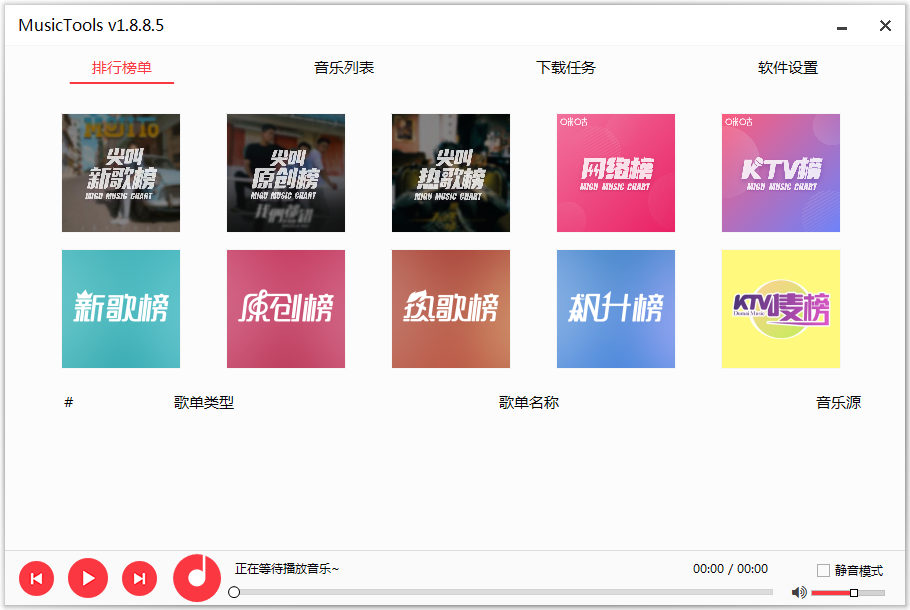 MusicTools v1.8.8.5
排行榜单
音乐列表
下载任务
软件设置
尖叫
新歌榜
MIGU MUSIC CHART
尖叫
原创榜
MIGU MUSIC CHART
尖叫
热歌榜
MIGU MUSIC CHART
咪咕
网络榜
MIGU MUSIC CHART
咪咕
KTV榜
MIGU MUSIC CHART
新歌榜
原创榜
热歌榜
飙升榜
KTV唛榜
Domai Music
# 歌单类型 歌单名称 音乐源
正在等待播放音乐~
00:00 / 00:00
静音模式